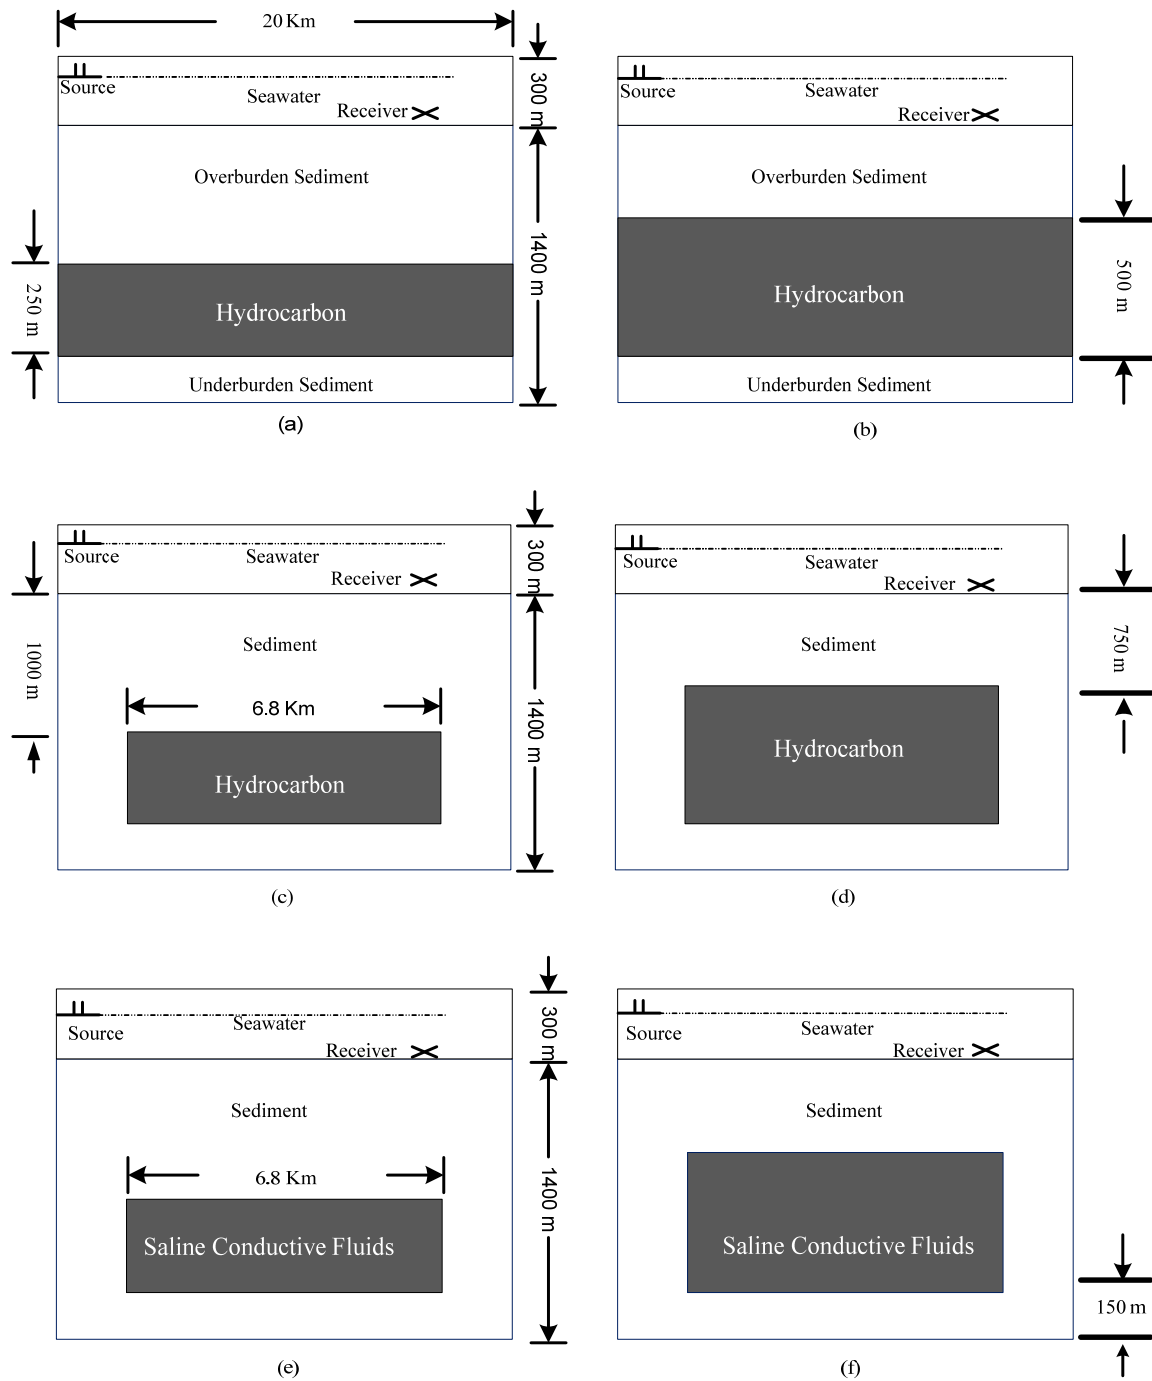 20 Km
Source
Seawater
Receiver
300 m
Overburden Sediment
1400 m
250 m
Hydrocarbon
Underburden Sediment
(a)
Source
Seawater
Receiver
Overburden Sediment
Hydrocarbon
500 m
Underburden Sediment
(b)
Source
Seawater
Receiver
300 m
1000 m
Sediment
6.8 Km
1400 m
Hydrocarbon
(c)
Source
Seawater
Receiver
Sediment
750 m
Hydrocarbon
(d)
Source
Seawater
Receiver
300 m
Sediment
6.8 Km
1400 m
Saline Conductive Fluids
(e)
Source
Seawater
Receiver
Sediment
Saline Conductive Fluids
150 m
(f)